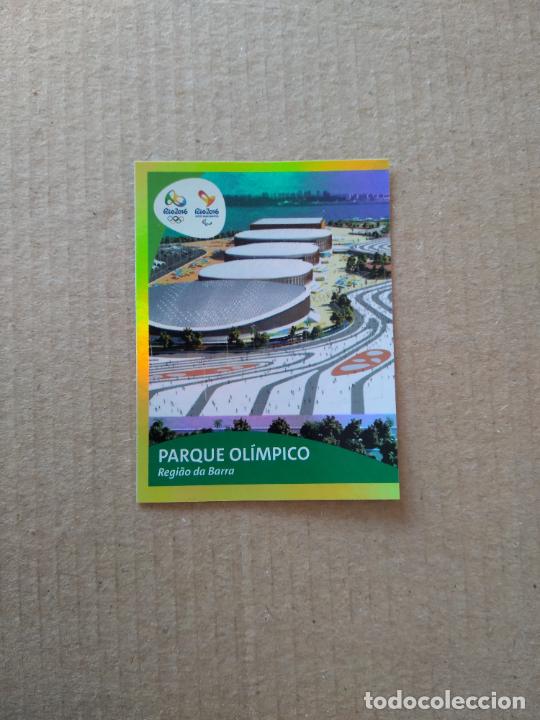 Rio2016
Rio2016
PARQUE OLÍMPICO
Região da Barra
todocoleccion